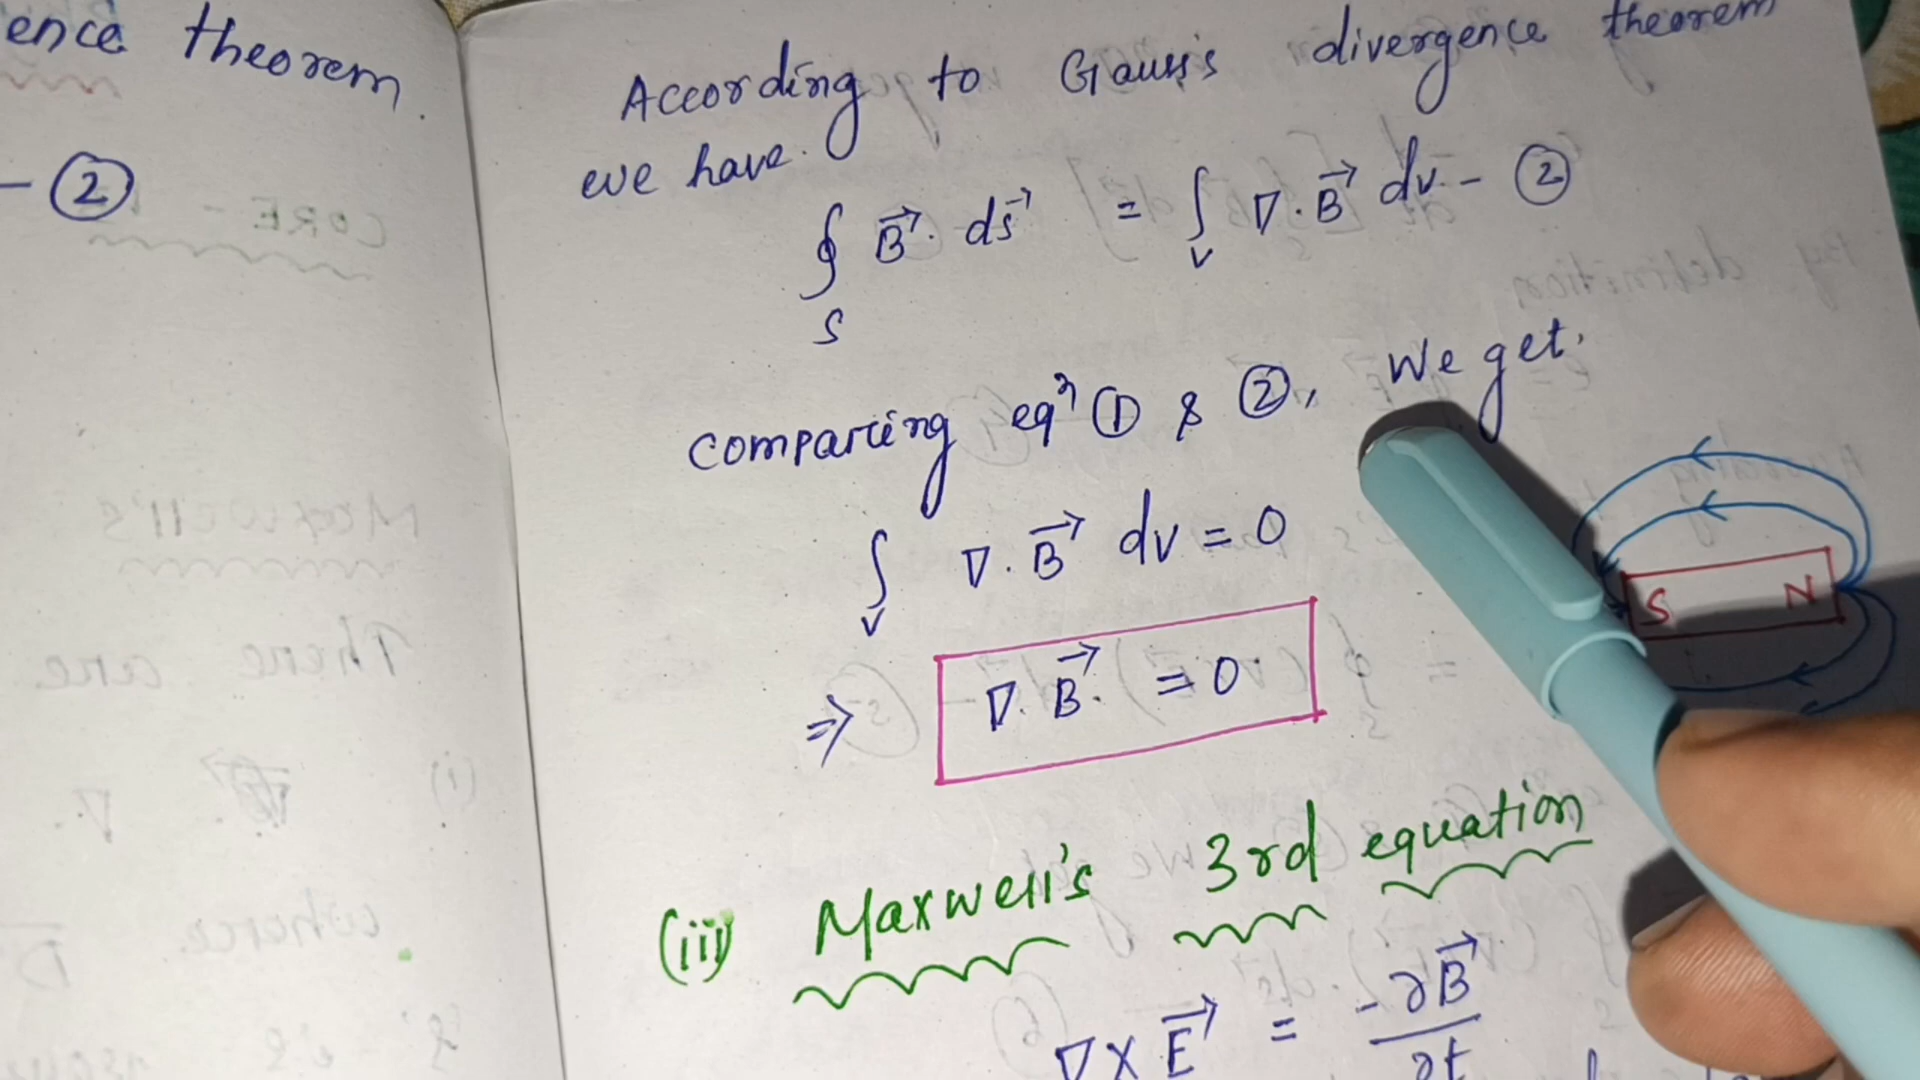 ence theorem.
- ②
According to Gauss's divergence theorem
we have.
∮ B⃗. ds⃗ = ∫ ∇. B⃗ dv - ②
S V
comparing eqⁿ ① & ②, We get.
∫ ∇. B⃗ dv = 0
V
S N
⇒ ∇. B⃗. = 0
(iii) Maxwell's 3rd equation
∇ X E⃗ = -∂B⃗
∂t